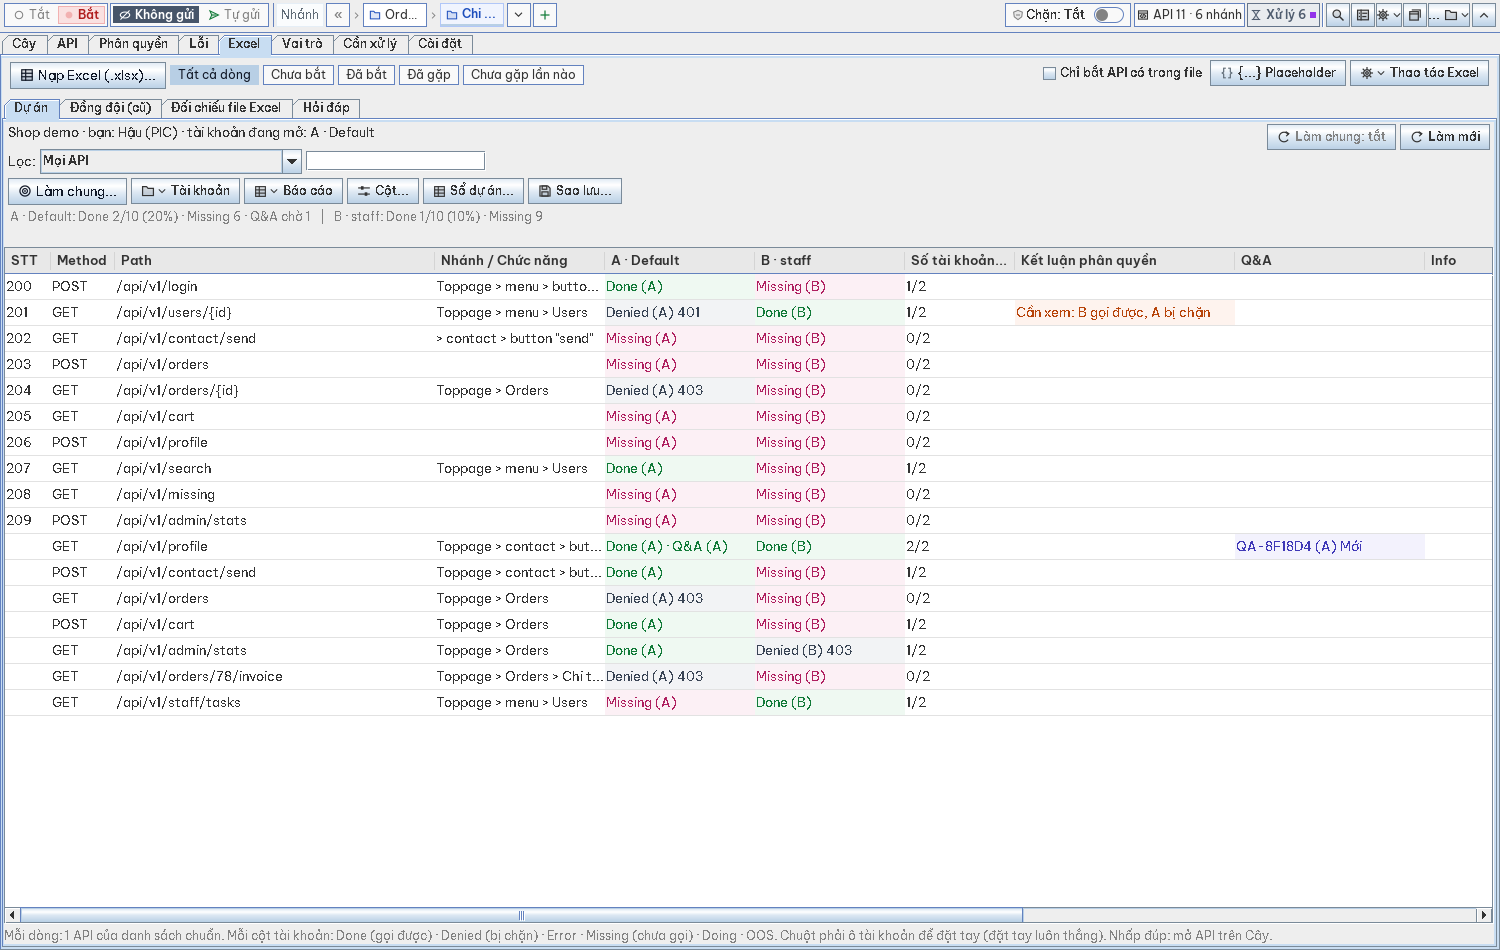 Tắt Bắt Không gửi Tự gửi Nhánh « › Ord... › Chi ... + Chặn: Tắt API 11 · 6 nhánh Xử lý 6 ...
Cây API Phân quyền Lỗi Excel Vai trò Cần xử lý Cài đặt
Nạp Excel (.xlsx)... Tất cả dòng Chưa bắt Đã bắt Đã gặp Chưa gặp lần nào Chỉ bắt API có trong file {...} Placeholder Thao tác Excel
Dự án Đồng đội (cũ) Đối chiếu file Excel Hỏi đáp
Shop demo · bạn: Hậu (PIC) · tài khoản đang mở: A · Default Làm chung: tắt Làm mới
Lọc: Mọi API
Làm chung... Tài khoản Báo cáo Cột... Sổ dự án... Sao lưu...
A · Default: Done 2/10 (20%) · Missing 6 · Q&A chờ 1 | B · staff: Done 1/10 (10%) · Missing 9
STT Method Path Nhánh / Chức năng A · Default B · staff Số tài khoản... Kết luận phân quyền Q&A Info
200 POST /api/v1/login Toppage > menu > butto... Done (A) Missing (B) 1/2
201 GET /api/v1/users/{id} Toppage > menu > Users Denied (A) 401 Done (B) 1/2 Cần xem: B gọi được, A bị chặn
202 GET /api/v1/contact/send > contact > button "send" Missing (A) Missing (B) 0/2
203 POST /api/v1/orders Missing (A) Missing (B) 0/2
204 GET /api/v1/orders/{id} Toppage > Orders Denied (A) 403 Missing (B) 0/2
205 GET /api/v1/cart Missing (A) Missing (B) 0/2
206 POST /api/v1/profile Missing (A) Missing (B) 0/2
207 GET /api/v1/search Toppage > menu > Users Done (A) Missing (B) 1/2
208 GET /api/v1/missing Missing (A) Missing (B) 0/2
209 POST /api/v1/admin/stats Missing (A) Missing (B) 0/2
GET /api/v1/profile Toppage > contact > but... Done (A) · Q&A (A) Done (B) 2/2 QA-8F18D4 (A) Mới
POST /api/v1/contact/send Toppage > contact > but... Done (A) Missing (B) 1/2
GET /api/v1/orders Toppage > Orders Denied (A) 403 Missing (B) 0/2
POST /api/v1/cart Toppage > Orders Done (A) Missing (B) 1/2
GET /api/v1/admin/stats Toppage > Orders Done (A) Denied (B) 403 1/2
GET /api/v1/orders/78/invoice Toppage > Orders > Chi t... Denied (A) 403 Missing (B) 0/2
GET /api/v1/staff/tasks Toppage > menu > Users Missing (A) Done (B) 1/2
Mỗi dòng: 1 API của danh sách chuẩn. Mỗi cột tài khoản: Done (gọi được) · Denied (bị chặn) · Error · Missing (chưa gọi) · Doing · OOS. Chuột phải ô tài khoản để đặt tay (đặt tay luôn thắng). Nhấp đúp: mở API trên Cây.